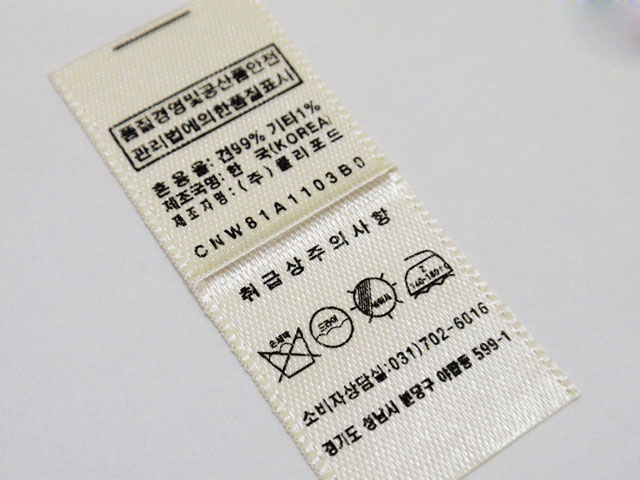 품질경영및공산품안전
관리법에의한품질표시
혼용율: 견99% 기타1%
제조국명: 한 국(KOREA)
제조자명: (주) 클리포드
CNW81A1103B0
취급상주의사항
손세탁
드라이
Z
140-160℃
소비자상담실:031)702-6016
경기도 성남시 분당구 야탑동 599-1